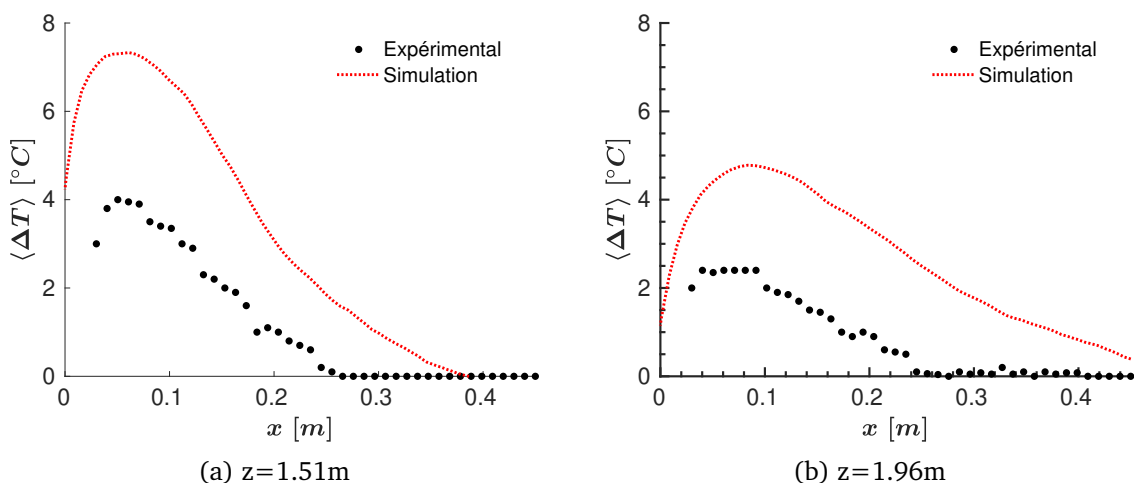 8
6
4
2
0
0
0.1
0.2
0.3
0.4
⟨ΔT⟩ [°C]
x [m]
Expérimental
Simulation
(a) z=1.51m
8
6
4
2
0
0
0.1
0.2
0.3
0.4
⟨ΔT⟩ [°C]
x [m]
Expérimental
Simulation
(b) z=1.96m